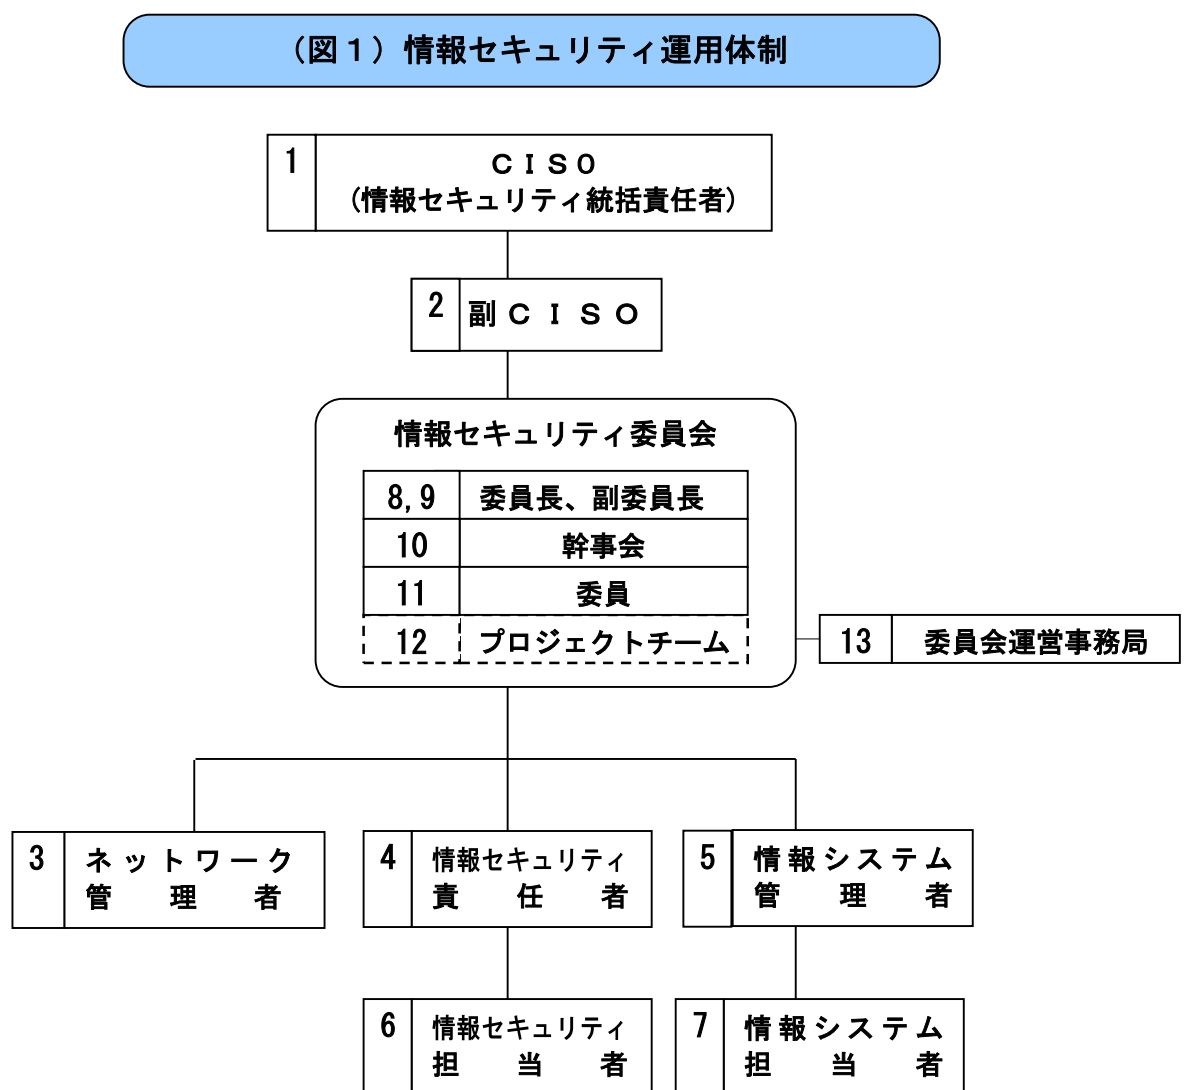 （図１）情報セキュリティ運用体制
1
ＣＩＳＯ
(情報セキュリティ統括責任者)
2
副ＣＩＳＯ
情報セキュリティ委員会
8,9 委員長、副委員長
10 幹事会
11 委員
12 プロジェクトチーム
13 委員会運営事務局
3 ネットワーク
管理者
4 情報セキュリティ
責任者
5 情報システム
管理者
6 情報セキュリティ
担当者
7 情報システム
担当者